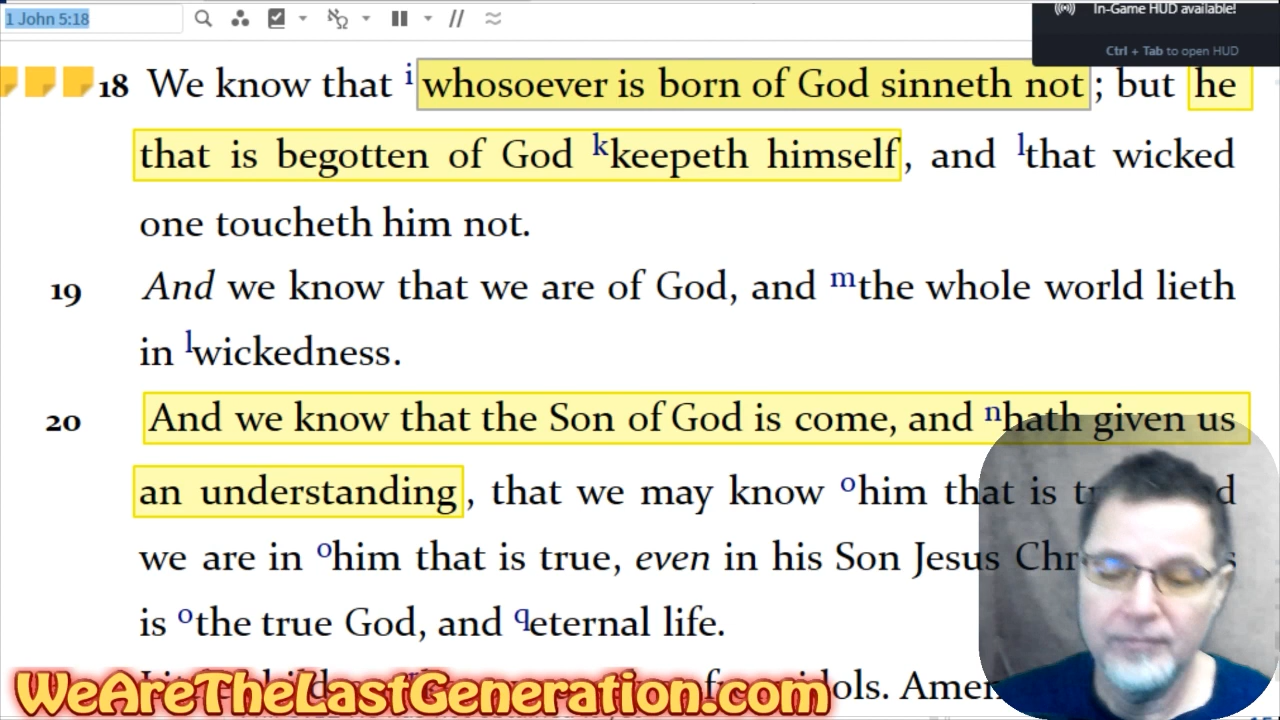 1 John 5:18
In-Game HUD available!
Ctrl + Tab to open HUD
18 We know that i whosoever is born of God sinneth not ; but he
that is begotten of God k keepeth himself, and l that wicked
one toucheth him not.
19 And we know that we are of God, and m the whole world lieth
in l wickedness.
20 And we know that the Son of God is come, and n hath given us
an understanding , that we may know o him that is
we are in o him that is true, even in his Son Jesus
is o the true God, and q eternal life.
idols. Amen
WeAreTheLastGeneration.com